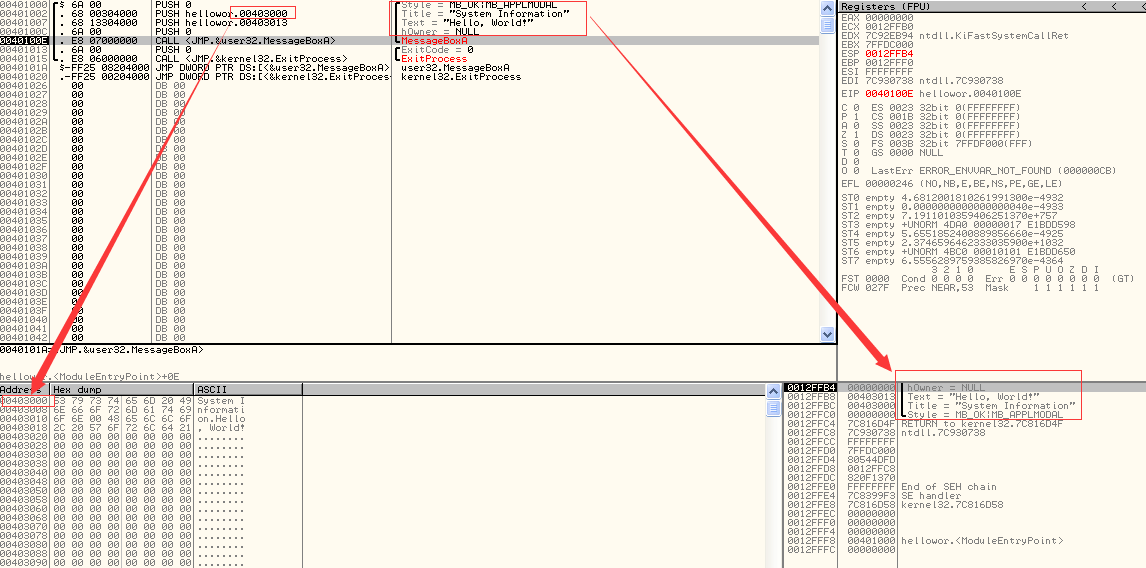 00401000 $ 6A 00 PUSH 0 Style = MB_OK|MB_APPLMODAL
00401002 . 68 00304000 PUSH hellowor.00403000 Title = "System Information"
00401007 . 68 13304000 PUSH hellowor.00403013 Text = "Hello, World!"
0040100C . 6A 00 PUSH 0 hOwner = NULL
0040100E . E8 07000000 CALL <JMP.&user32.MessageBoxA> MessageBoxA
00401013 . 6A 00 PUSH 0 ExitCode = 0
00401015 . E8 06000000 CALL <JMP.&kernel32.ExitProcess> ExitProcess
0040101A $-FF25 08204000 JMP DWORD PTR DS:[<&user32.MessageBoxA> user32.MessageBoxA
00401020 .-FF25 00204000 JMP DWORD PTR DS:[<&kernel32.ExitProces kernel32.ExitProcess
00401026 00 DB 00
00401027 00 DB 00
00401028 00 DB 00
00401029 00 DB 00
0040102A 00 DB 00
0040102B 00 DB 00
0040102C 00 DB 00
0040102D 00 DB 00
0040102E 00 DB 00
0040102F 00 DB 00
00401030 00 DB 00
00401031 00 DB 00
00401032 00 DB 00
00401033 00 DB 00
00401034 00 DB 00
00401035 00 DB 00
00401036 00 DB 00
00401037 00 DB 00
00401038 00 DB 00
00401039 00 DB 00
0040103A 00 DB 00
0040103B 00 DB 00
0040103C 00 DB 00
0040103D 00 DB 00
0040103E 00 DB 00
0040103F 00 DB 00
00401040 00 DB 00
00401041 00 DB 00
00401042 00 DB 00
0040101A=<JMP.&user32.MessageBoxA>
hellowor.<ModuleEntryPoint>+0E
Registers (FPU) < < <
EAX 00000000
ECX 0012FFB0
EDX 7C92EB94 ntdll.KiFastSystemCallRet
EBX 7FFDC000
ESP 0012FFB4
EBP 0012FFF0
ESI FFFFFFFF
EDI 7C930738 ntdll.7C930738
EIP 0040100E hellowor.0040100E
C 0 ES 0023 32bit 0(FFFFFFFF)
P 1 CS 001B 32bit 0(FFFFFFFF)
A 0 SS 0023 32bit 0(FFFFFFFF)
Z 1 DS 0023 32bit 0(FFFFFFFF)
S 0 FS 003B 32bit 7FFDF000(FFF)
T 0 GS 0000 NULL
D 0
O 0 LastErr ERROR_ENVVAR_NOT_FOUND (000000CB)
EFL 00000246 (NO,NB,E,BE,NS,PE,GE,LE)
ST0 empty 4.6812001810261991300e-4932
ST1 empty 0.0000000000000000040e-4933
ST2 empty 7.1911010359406251370e+757
ST3 empty +UNORM 4DA0 00000017 E1BDD598
ST4 empty 5.6551852400889856660e-4925
ST5 empty 2.3746596462333035900e+1032
ST6 empty +UNORM 4BC0 00010101 E1BDD650
ST7 empty 6.5556289759385826970e-4364
3 2 1 0 E S P U O Z D I
FST 0000 Cond 0 0 0 0 Err 0 0 0 0 0 0 0 0 (GT)
FCW 027F Prec NEAR,53 Mask 1 1 1 1 1 1
Address Hex dump ASCII
00403000 53 79 73 74 65 6D 20 49 System I
00403008 6E 66 6F 72 6D 61 74 69 nformati
00403010 6F 6E 00 48 65 6C 6C 6F on.Hello
00403018 2C 20 57 6F 72 6C 64 21 , World!
00403020 00 00 00 00 00 00 00 00 ........
00403028 00 00 00 00 00 00 00 00 ........
00403030 00 00 00 00 00 00 00 00 ........
00403038 00 00 00 00 00 00 00 00 ........
00403040 00 00 00 00 00 00 00 00 ........
00403048 00 00 00 00 00 00 00 00 ........
00403050 00 00 00 00 00 00 00 00 ........
00403058 00 00 00 00 00 00 00 00 ........
00403060 00 00 00 00 00 00 00 00 ........
00403068 00 00 00 00 00 00 00 00 ........
00403070 00 00 00 00 00 00 00 00 ........
00403078 00 00 00 00 00 00 00 00 ........
00403080 00 00 00 00 00 00 00 00 ........
00403088 00 00 00 00 00 00 00 00 ........
00403090 00 00 00 00 00 00 00 00 ........
0012FFB4 00000000 hOwner = NULL
0012FFB8 00403013 Text = "Hello, World!"
0012FFBC 00403000 Title = "System Information"
0012FFC0 00000000 Style = MB_OK|MB_APPLMODAL
0012FFC4 7C816D4F RETURN to kernel32.7C816D4F
0012FFC8 7C930738 ntdll.7C930738
0012FFCC FFFFFFFF
0012FFD0 7FFDC000
0012FFD4 80544DFD
0012FFD8 0012FFC8
0012FFDC 820F1370
0012FFE0 FFFFFFFF End of SEH chain
0012FFE4 7C8399F3 SE handler
0012FFE8 7C816D58 kernel32.7C816D58
0012FFEC 00000000
0012FFF0 00000000
0012FFF4 00000000
0012FFF8 00401000 hellowor.<ModuleEntryPoint>
0012FFFC 00000000